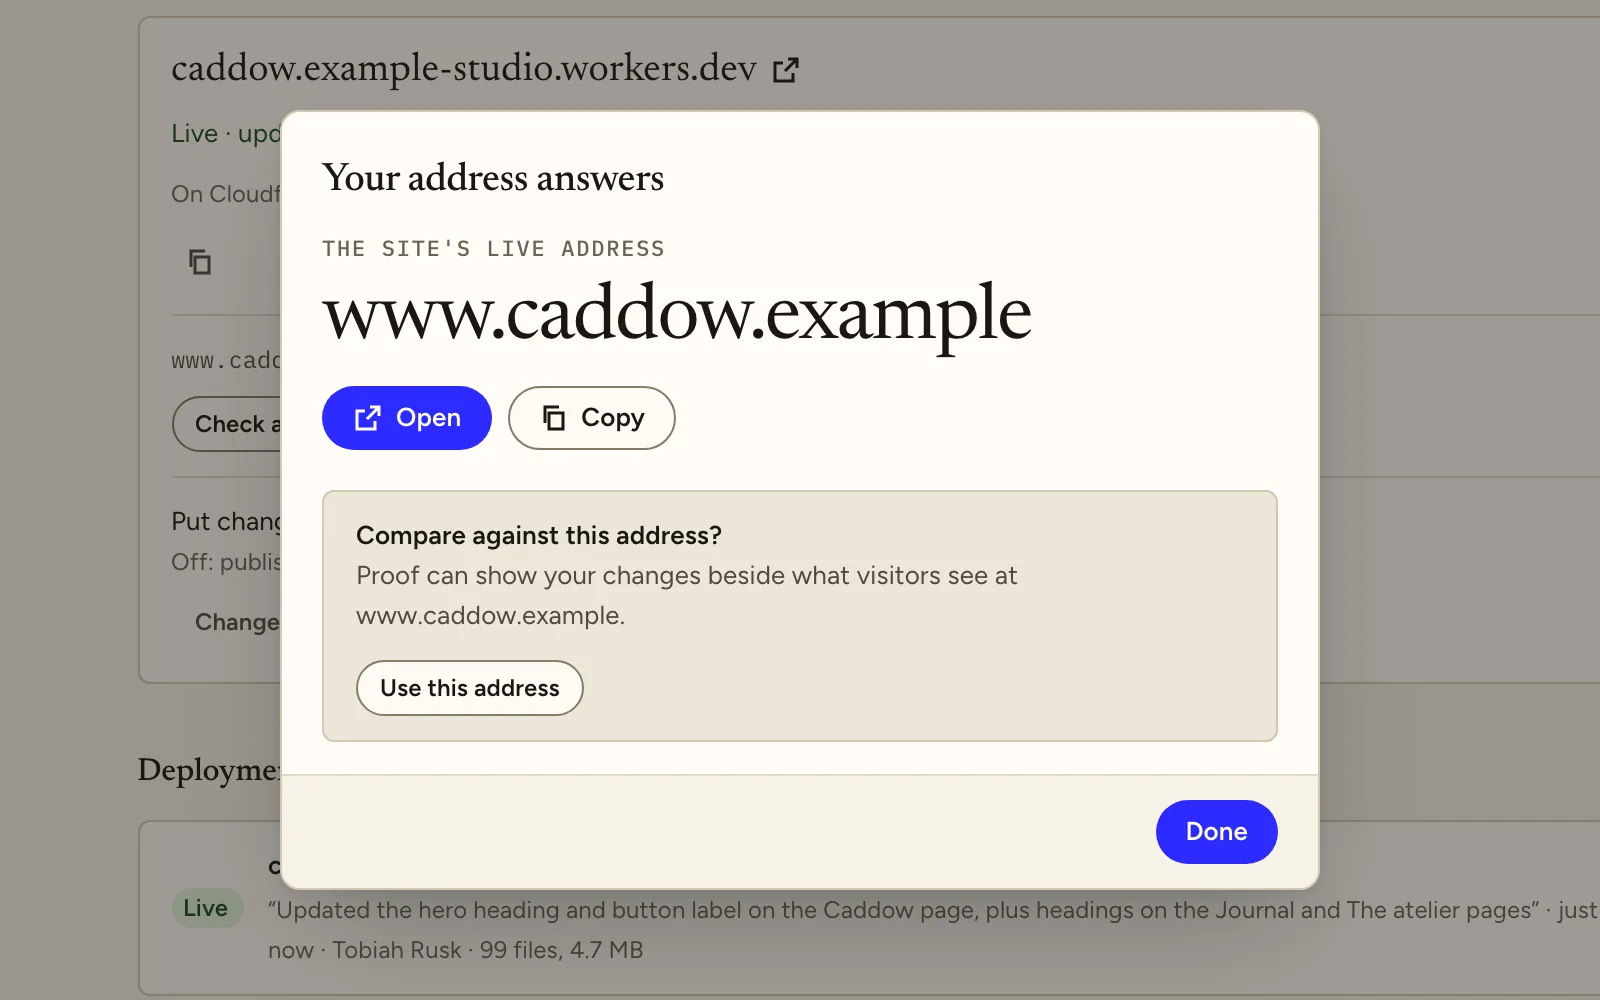 caddow.example-studio.workers.dev
Live · upd
On Cloudf
www.cadd
Check a
Put chang
Off: publis
Change
Your address answers
THE SITE'S LIVE ADDRESS
www.caddow.example
Open
Copy
Compare against this address?
Proof can show your changes beside what visitors see at
www.caddow.example.
Use this address
Done
Deployme
Live
“Updated the hero heading and button label on the Caddow page, plus headings on the Journal and The atelier pages” · just
now · Tobiah Rusk · 99 files, 4.7 MB